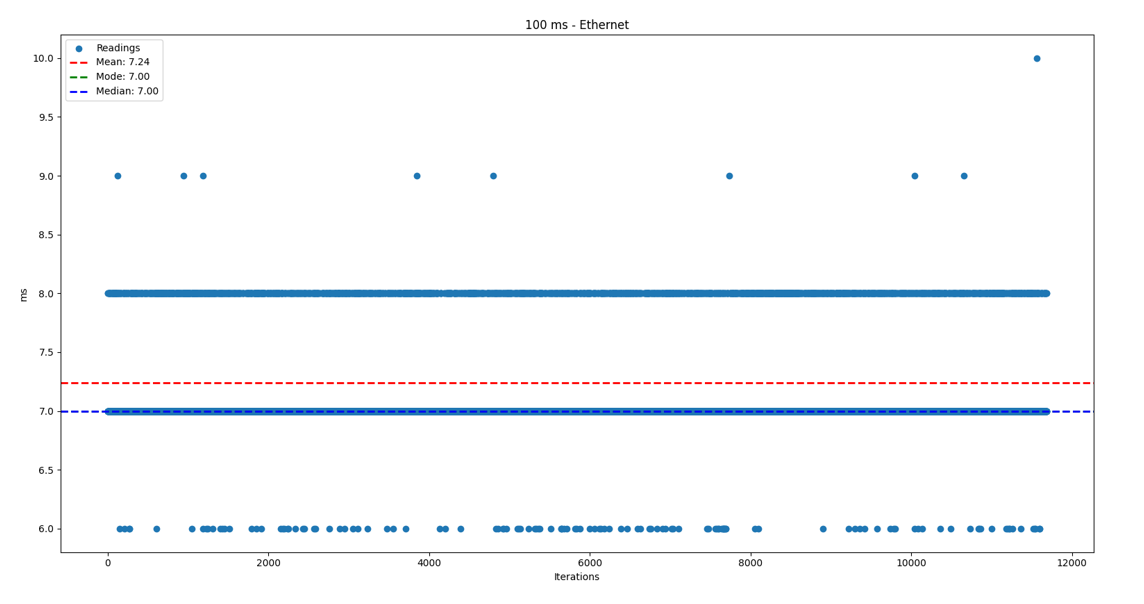 100 ms - Ethernet
Readings
Mean: 7.24
Mode: 7.00
Median: 7.00
10.0
9.5
9.0
8.5
8.0
7.5
7.0
6.5
6.0
ms
0 2000 4000 6000 8000 10000 12000
Iterations